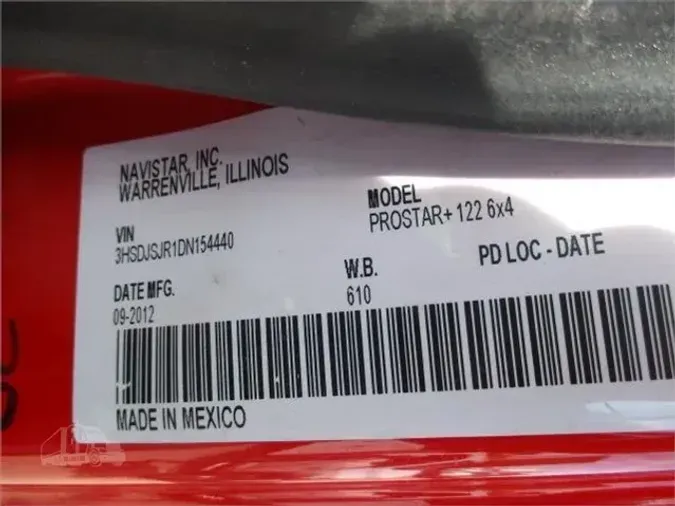 NAVISTAR, INC.
WARRENVILLE, ILLINOIS
VIN
3HSDJSJR1DN154440
MODEL
PROSTAR+ 122 6x4
DATE MFG.
09-2012
W.B.
610
PD LOC - DATE
MADE IN MEXICO